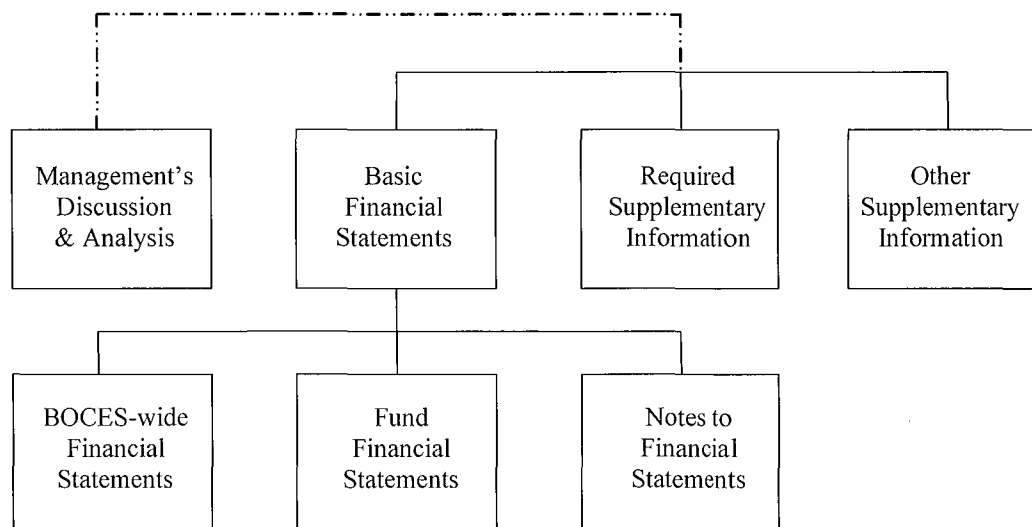 Management’s
Discussion
& Analysis
Basic
Financial
Statements
Required
Supplementary
Information
Other
Supplementary
Information
BOCES-wide
Financial
Statements
Fund
Financial
Statements
Notes to
Financial
Statements